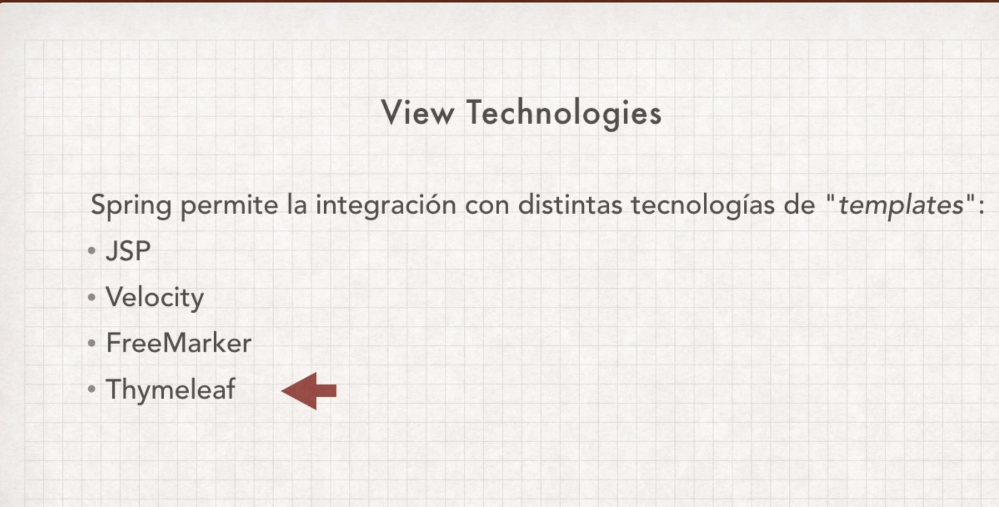 View Technologies
Spring permite la integración con distintas tecnologías de "templates":
• JSP
• Velocity
• FreeMarker
• Thymeleaf